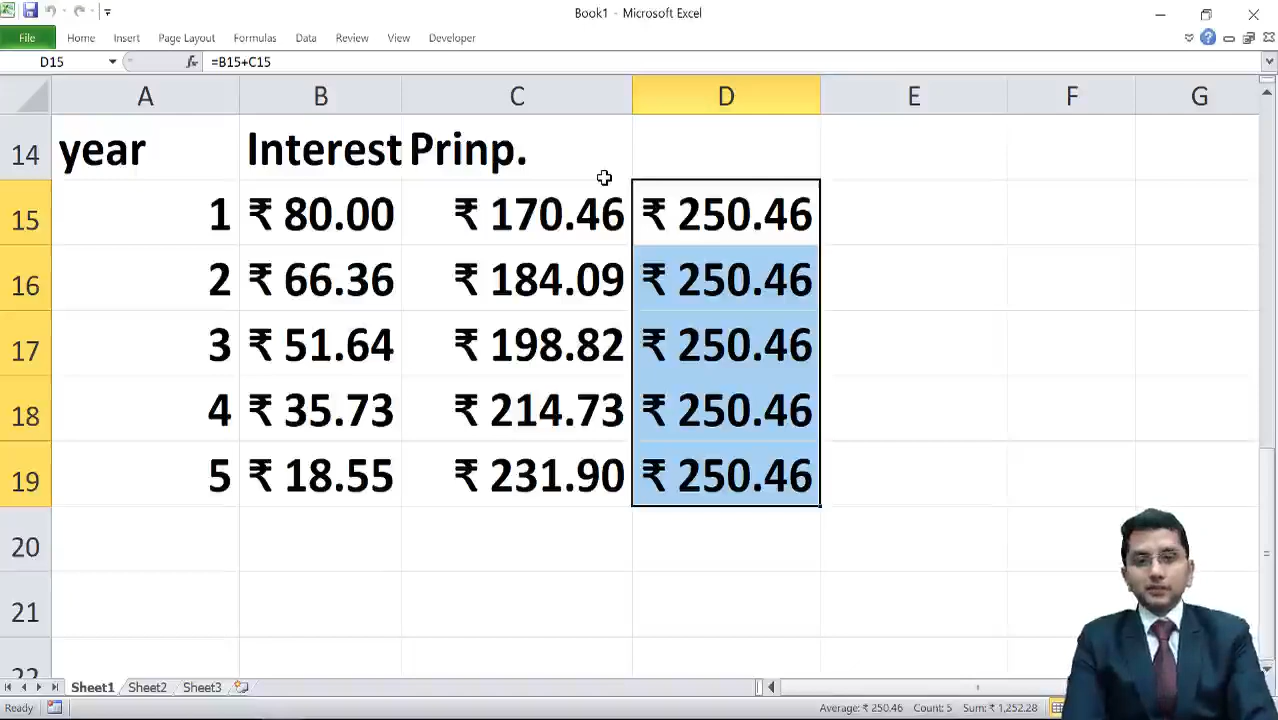 Book1 - Microsoft Excel
File Home Insert Page Layout Formulas Data Review View Developer
D15 fx =B15+C15
A B C D E F G
14 year Interest Prinp.
15 1 ₹ 80.00 ₹ 170.46 ₹ 250.46
16 2 ₹ 66.36 ₹ 184.09 ₹ 250.46
17 3 ₹ 51.64 ₹ 198.82 ₹ 250.46
18 4 ₹ 35.73 ₹ 214.73 ₹ 250.46
19 5 ₹ 18.55 ₹ 231.90 ₹ 250.46
20
21
22
Sheet1 Sheet2 Sheet3
Ready Average: ₹ 250.46 Count: 5 Sum: ₹ 1,252.28